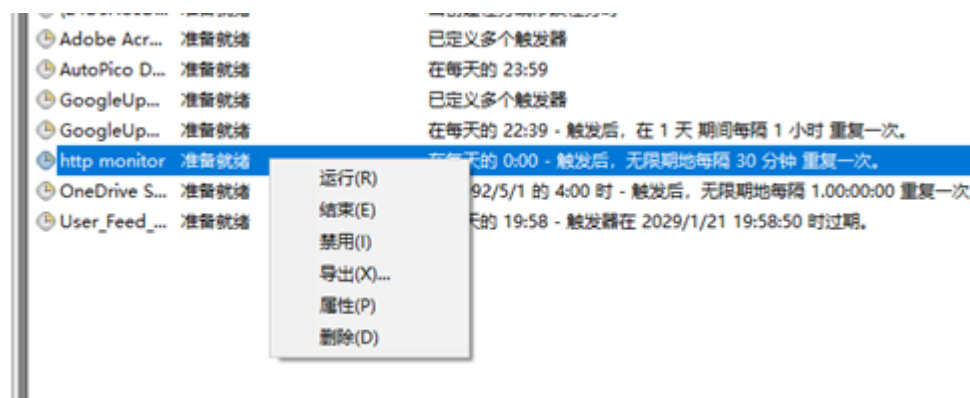 Adobe Acr... 准备就绪 已定义多个触发器
AutoPico D... 准备就绪 在每天的 23:59
GoogleUp... 准备就绪 已定义多个触发器
GoogleUp... 准备就绪 在每天的 22:39 - 触发后，在 1 天 期间每隔 1 小时 重复一次。
http monitor 准备就绪 在每天的 0:00 - 触发后，无限期地每隔 30 分钟 重复一次。
OneDrive S... 准备就绪 92/5/1 的 4:00 时 - 触发后，无限期地每隔 1.00:00:00 重复一次
User_Feed_... 准备就绪 天的 19:58 - 触发器在 2029/1/21 19:58:50 时过期。
运行(R)
结束(E)
禁用(I)
导出(X)...
属性(P)
删除(D)